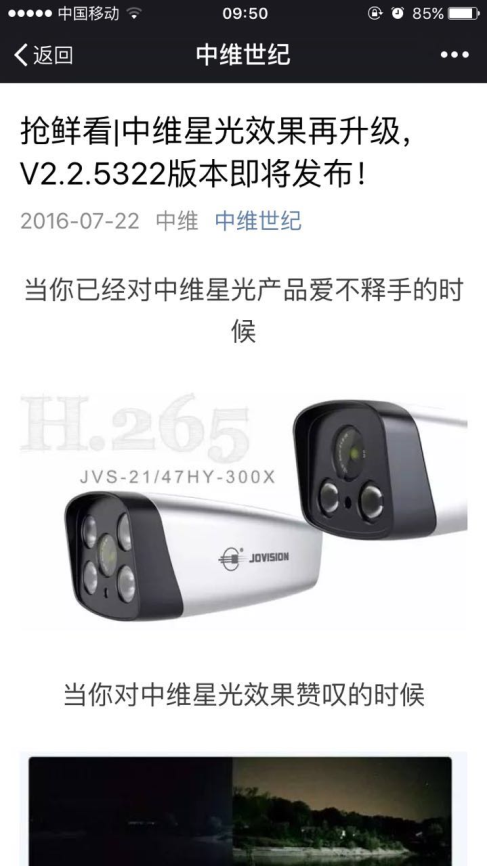 中国移动 09:50 85%
返回 中维世纪
抢鲜看|中维星光效果再升级，
V2.2.5322版本即将发布！
2016-07-22 中维 中维世纪
当你已经对中维星光产品爱不释手的时
候
H.265
JVS-21/47HY-300X
JOVISION
当你对中维星光效果赞叹的时候